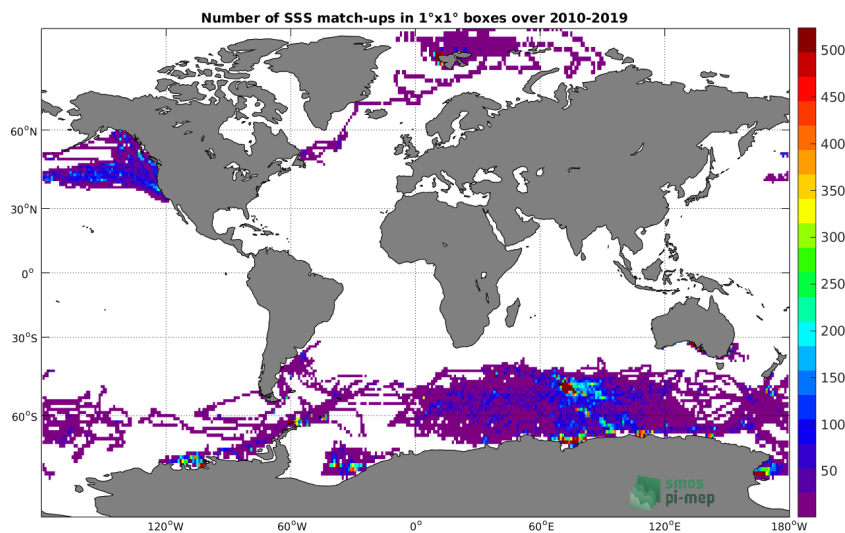 Number of SSS match-ups in 1°x1° boxes over 2010-2019
500
450
400
350
300
250
200
150
100
50
60°N
30°N
0°
30°S
60°S
120°W
60°W
0°
60°E
120°E
180°W
smos
pi-mep